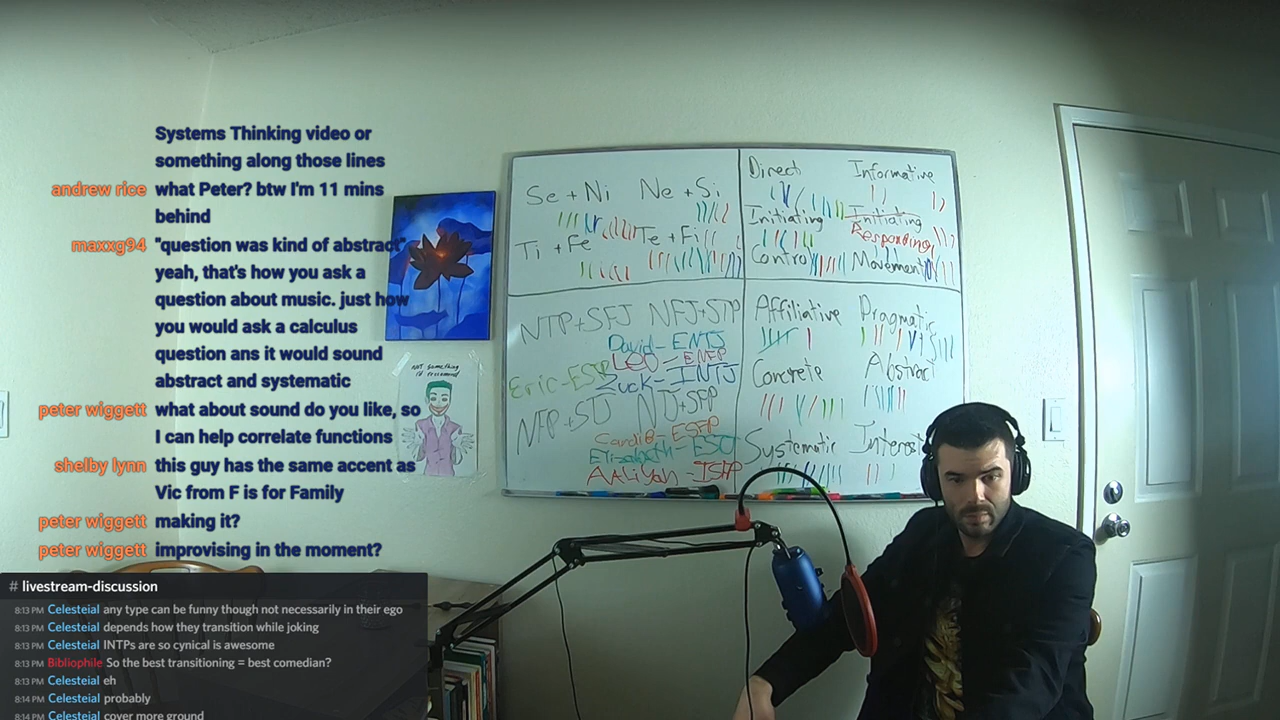 Systems Thinking video or
something along those lines
andrew rice what Peter? btw I'm 11 mins
behind
maxxg94 "question was kind of abstract"
yeah, that's how you ask a
question about music. just how
you would ask a calculus
question ans it would sound
abstract and systematic
peter wiggett what about sound do you like, so
I can help correlate functions
shelby lynn this guy has the same accent as
Vic from F is for Family
peter wiggett making it?
peter wiggett improvising in the moment?
# livestream-discussion
8:13 PM Celesteial any type can be funny though not necessarily in their ego
8:13 PM Celesteial depends how they transition while joking
8:13 PM Celesteial INTPs are so cynical is awesome
8:13 PM Bibliophile So the best transitioning = best comedian?
8:13 PM Celesteial eh
8:14 PM Celesteial probably
8:14 PM Celesteial cover more ground
NOT something
I'd recommend
Se + Ni Ne + Si
Ti + Fe Te + Fi
Direct Informative
Initiating Initiating
Responding
Control Movement
NTP+SFJ NFJ+STP
David-ENTJ
Leo-ENFP
Eric-ESTP
Zuck-INTJ
NFP+STJ NTJ+SFP
Cardi B-ESFP
Elizabeth-
AAliyah-ISFP
Affiliative Pragmatic
Concrete Abstract
Systematic Interest